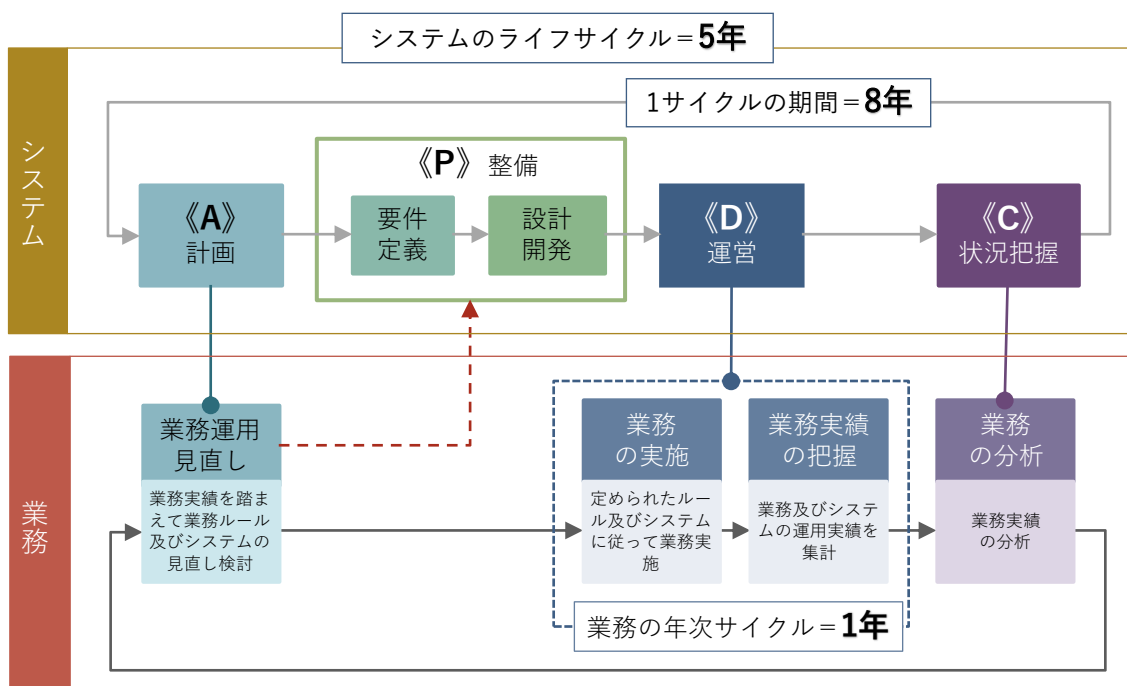 システムのライフサイクル＝5年
1サイクルの期間＝8年
システム
《P》整備
《A》
計画
要件
定義
設計
開発
《D》
運営
《C》
状況把握
業務
業務運用
見直し
業務実績を踏ま
えて業務ルール
及びシステムの
見直し検討
業務
の実施
定められたルー
ル及びシステム
に従って業務実
施
業務実績
の把握
業務及びシステ
ムの運用実績を
集計
業務
の分析
業務実績
の分析
業務の年次サイクル＝1年